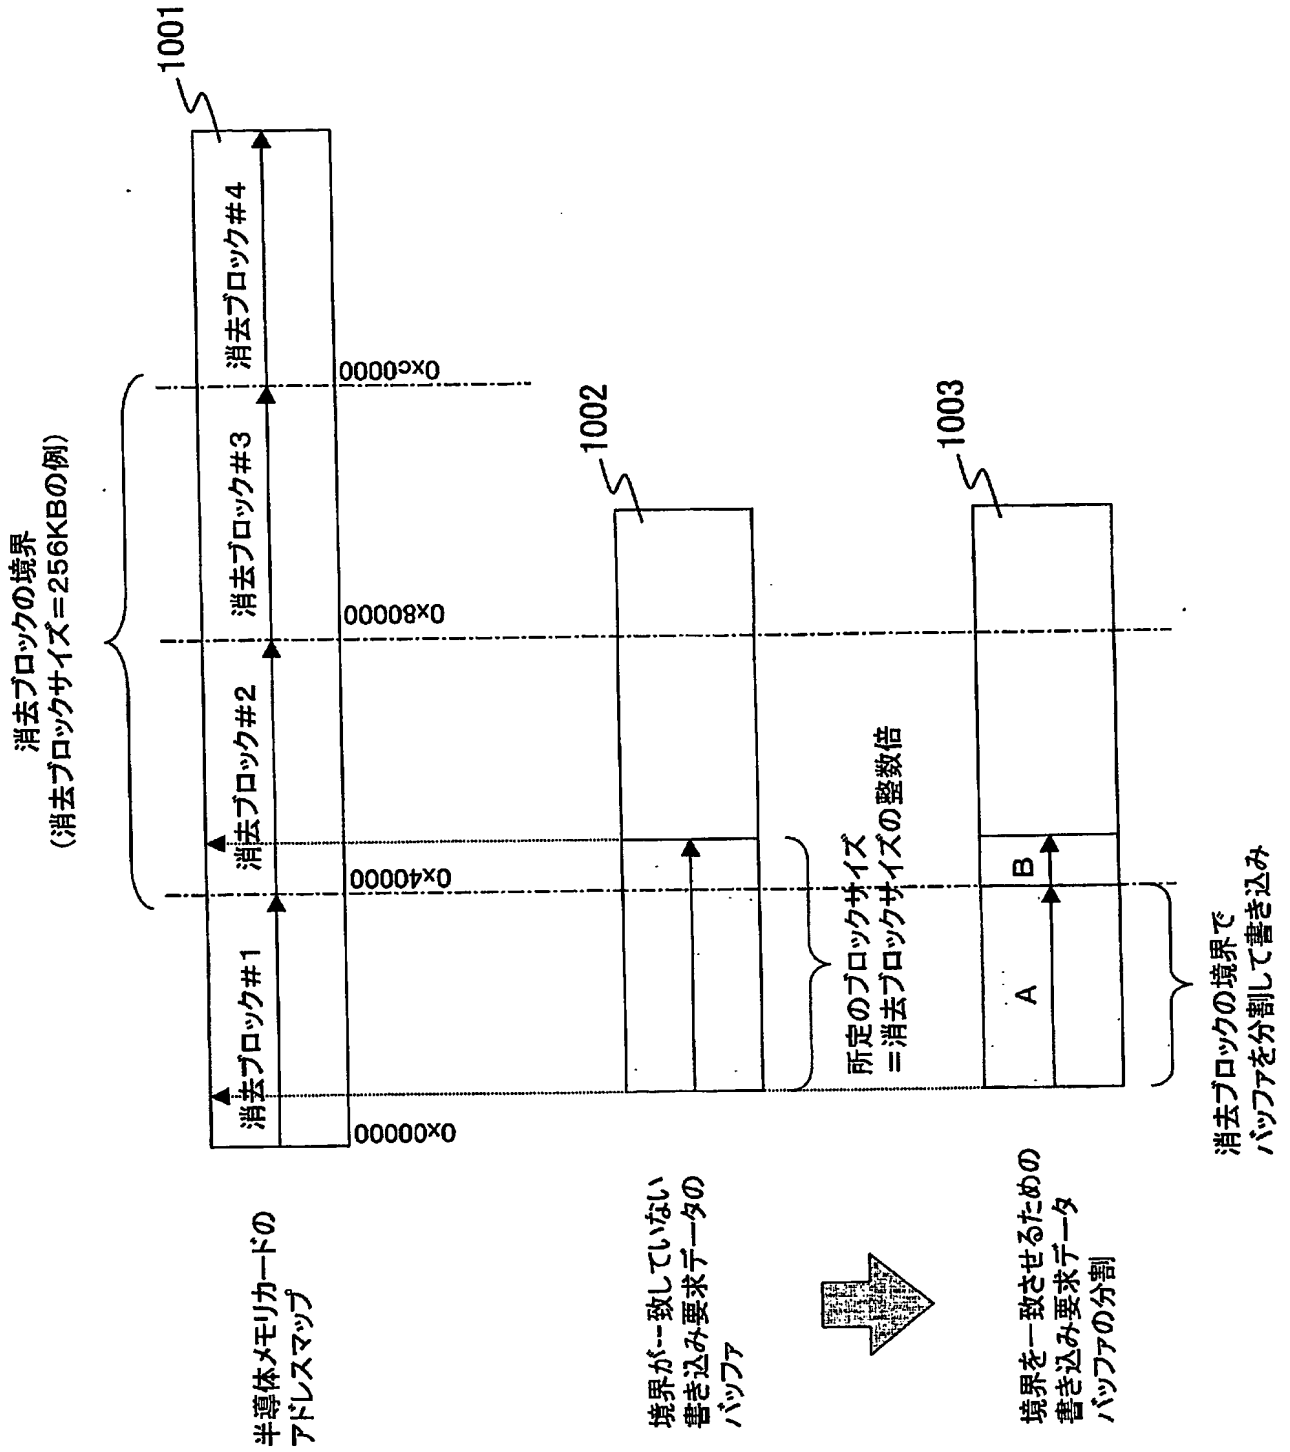 消去ブロックの境界
(消去ブロックサイズ=256KBの例)
1001
半導体メモリカードの
アドレスマップ
消去ブロック#1
消去ブロック#2
消去ブロック#3
消去ブロック#4
0x00000
0x40000
0x80000
0xc0000
1002
境界が一致していない
書き込み要求データの
バッファ
所定のブロックサイズ
=消去ブロックサイズの整数倍
1003
境界を一致させるための
書き込み要求データ
バッファの分割
A
B
消去ブロックの境界で
バッファを分割して書き込み